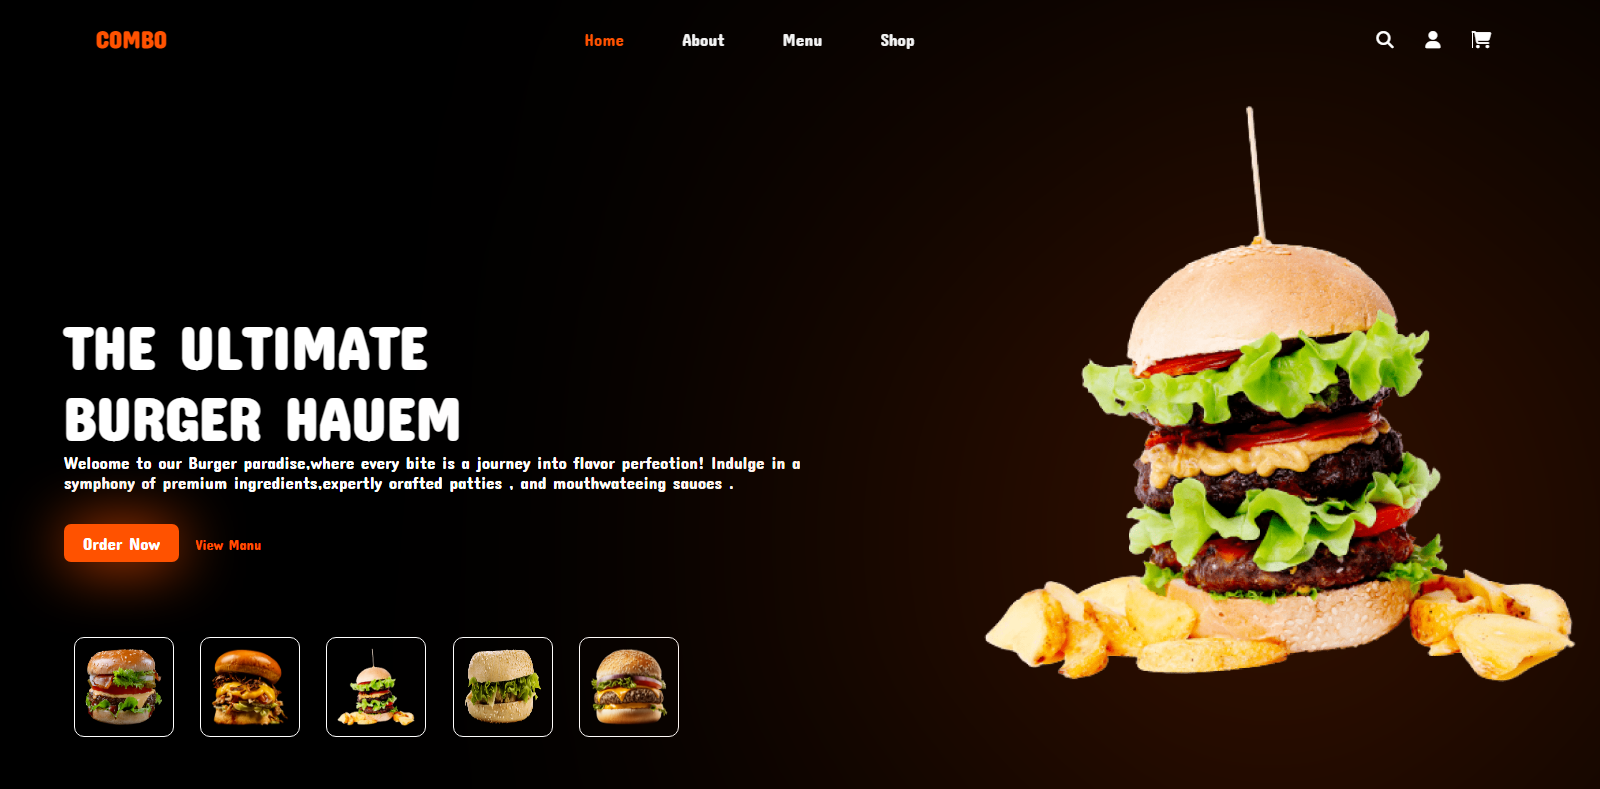 COMBO
Home About Menu Shop
THE ULTIMATE
BURGER HAUEM
Weloome to our Burger paradise,where every bite is a journey into flavor perfeotion! Indulge in a
symphony of premium ingredients,expertly orafted patties , and mouthwateeing sauoes .
Order Now View Manu